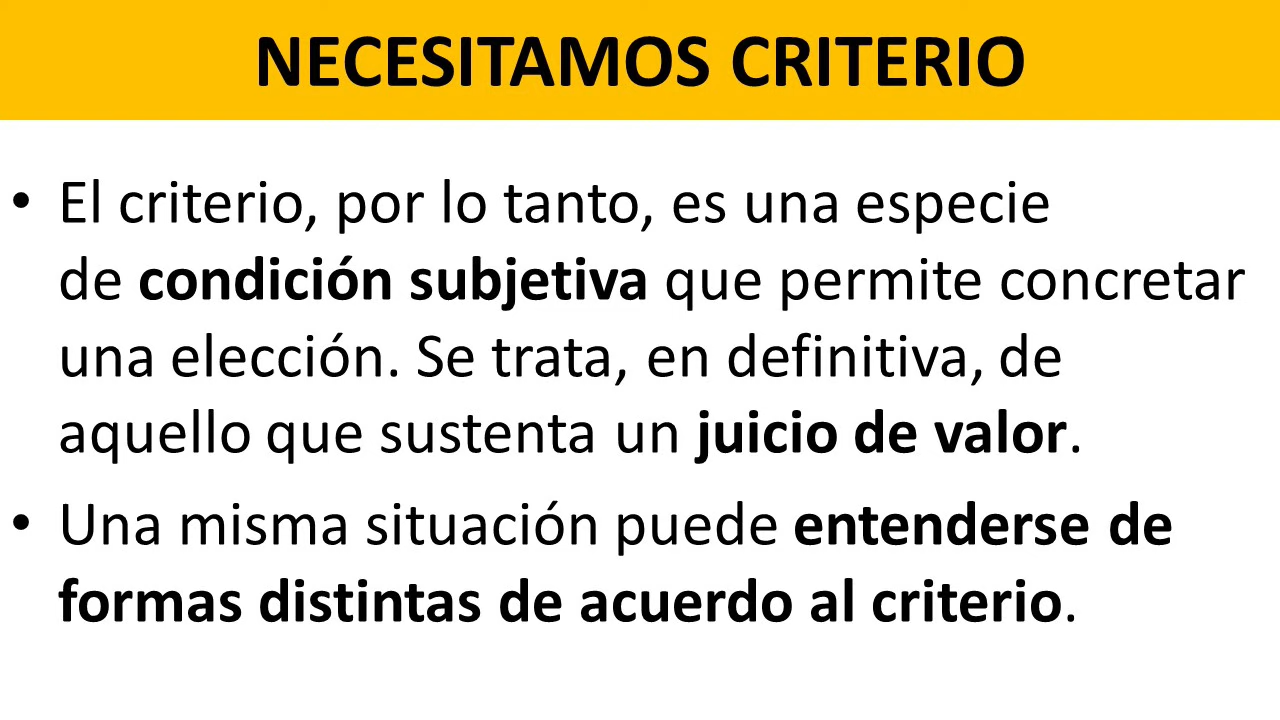 NECESITAMOS CRITERIO
• El criterio, por lo tanto, es una especie
de condición subjetiva que permite concretar
una elección. Se trata, en definitiva, de
aquello que sustenta un juicio de valor.
• Una misma situación puede entenderse de
formas distintas de acuerdo al criterio.